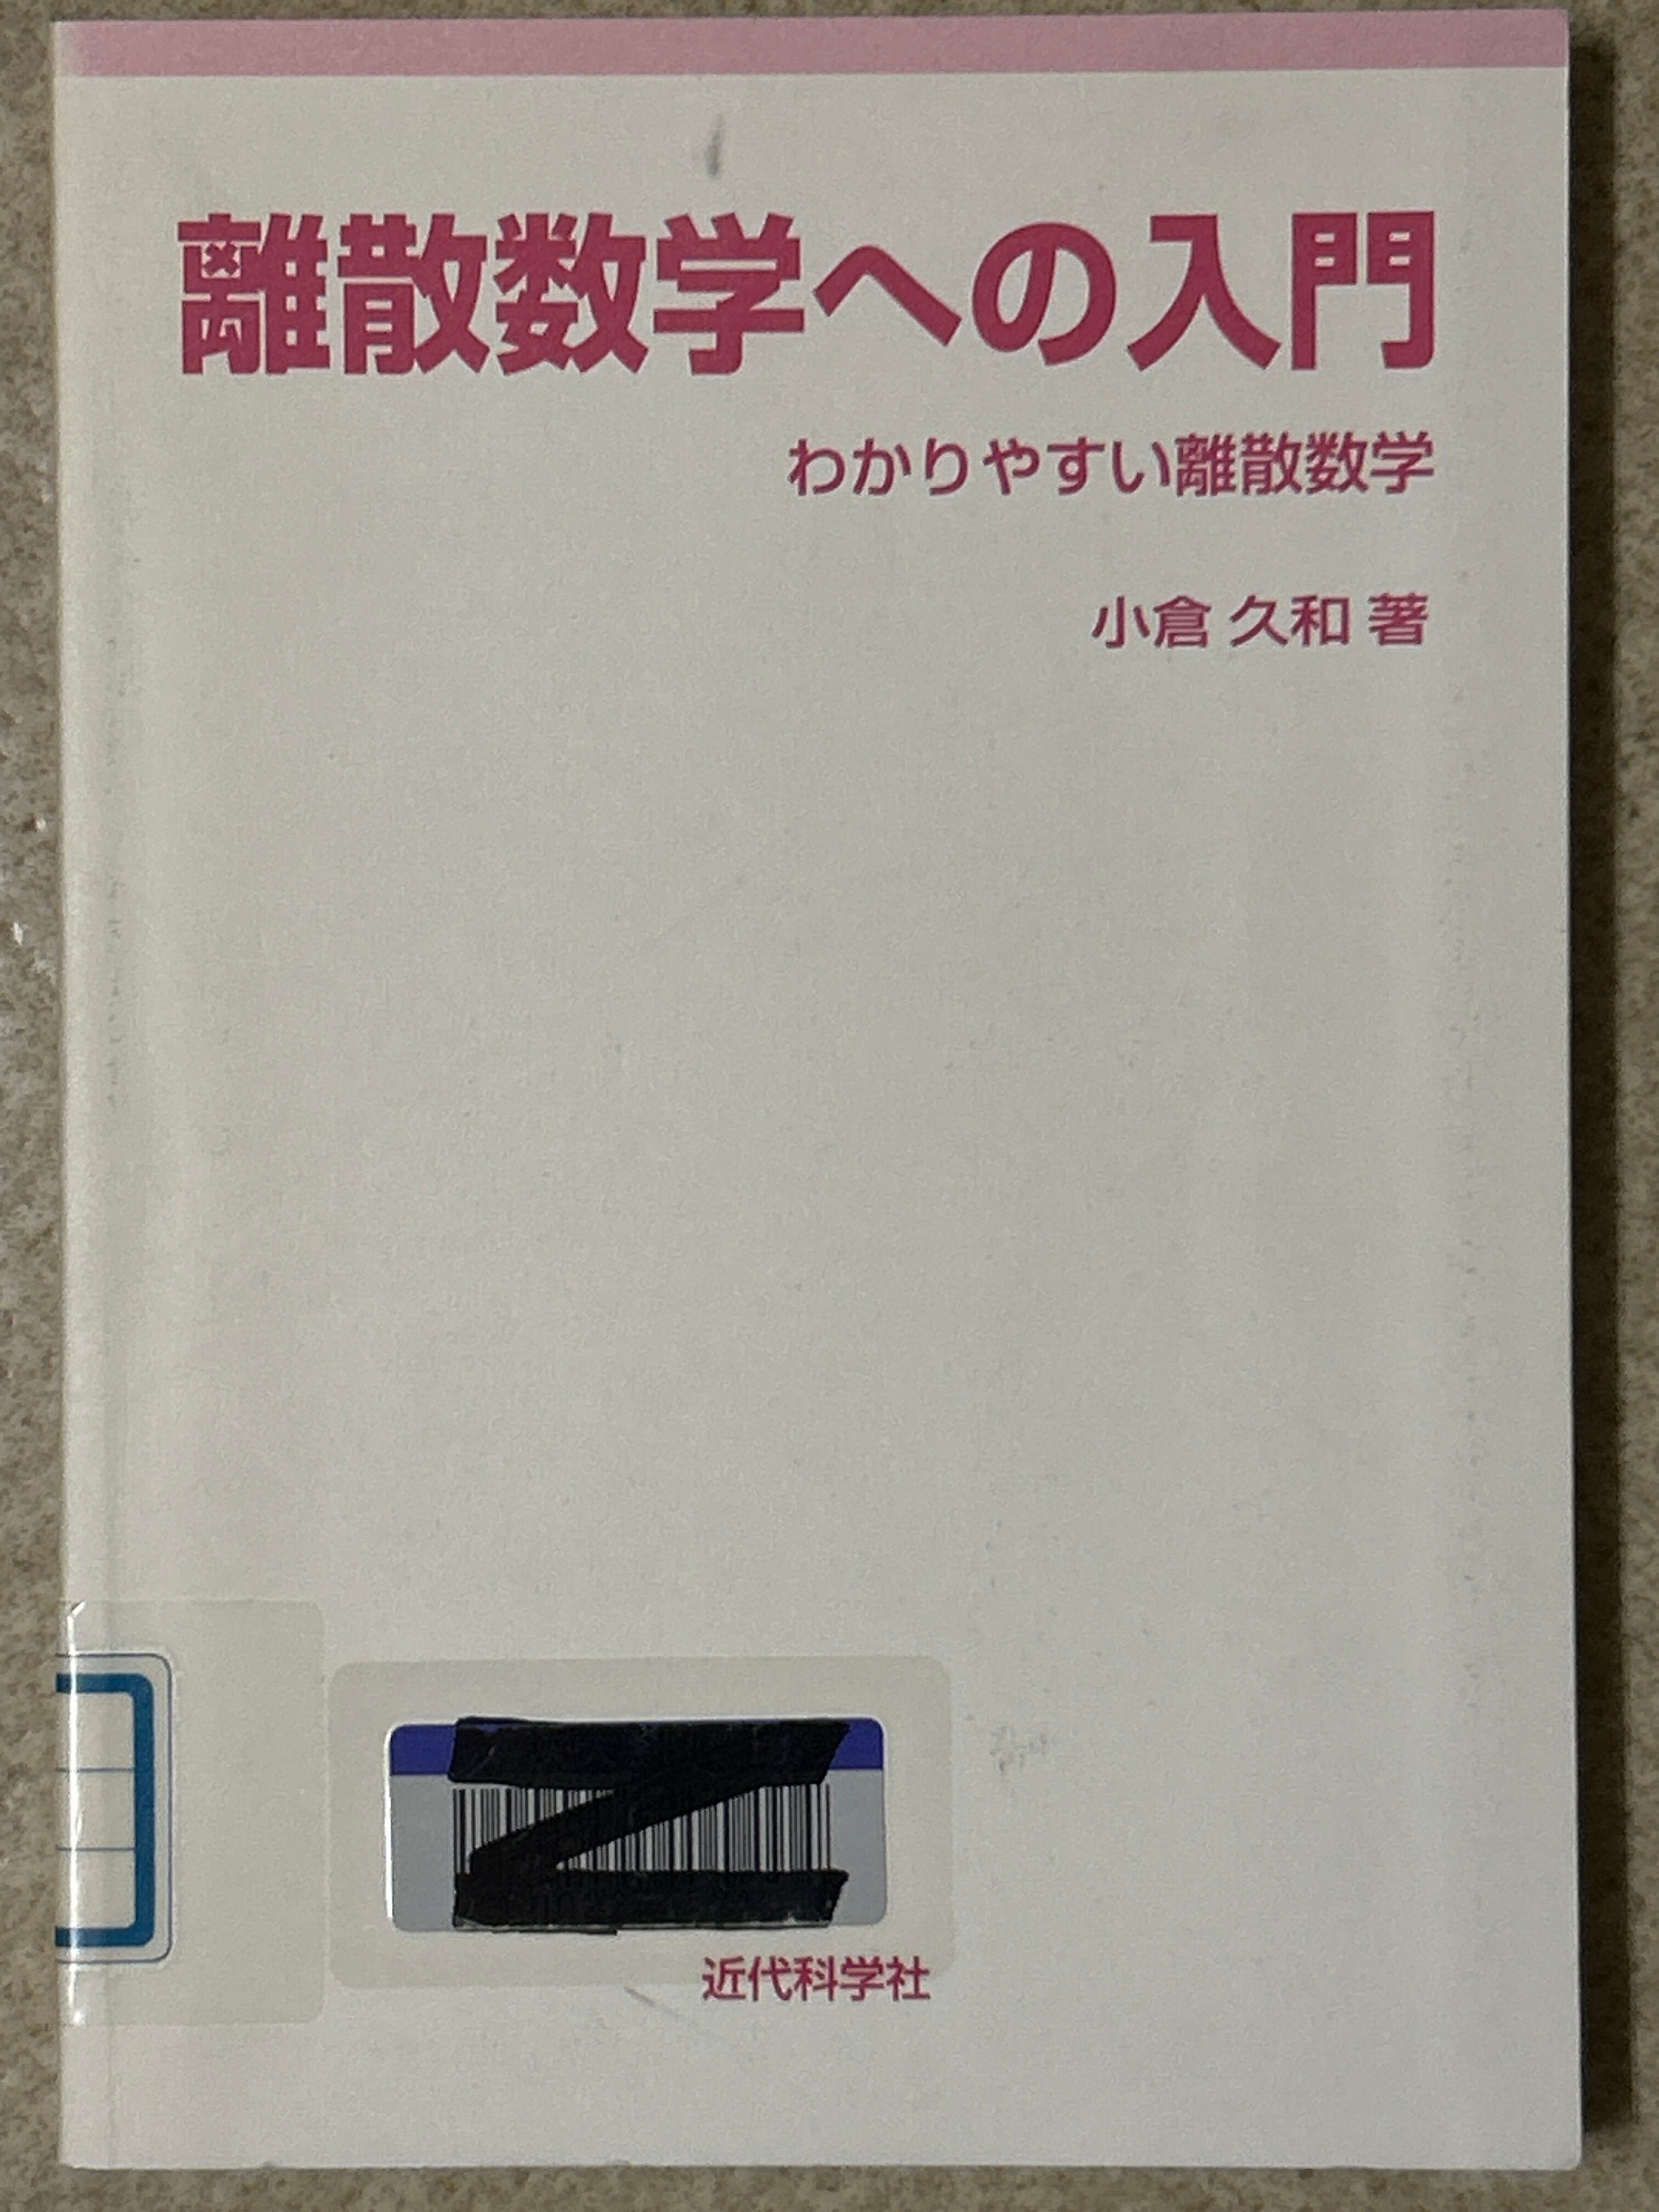 離散数学への入門
わかりやすい離散数学
小倉 久和 著
近代科学社